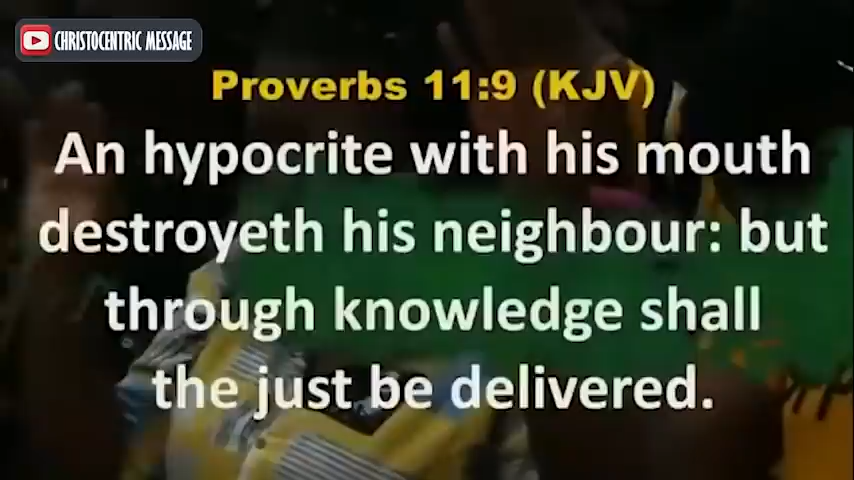 CHRISTOCENTRIC MESSAGE
Proverbs 11:9 (KJV)
An hypocrite with his mouth
destroyeth his neighbour: but
through knowledge shall
the just be delivered.